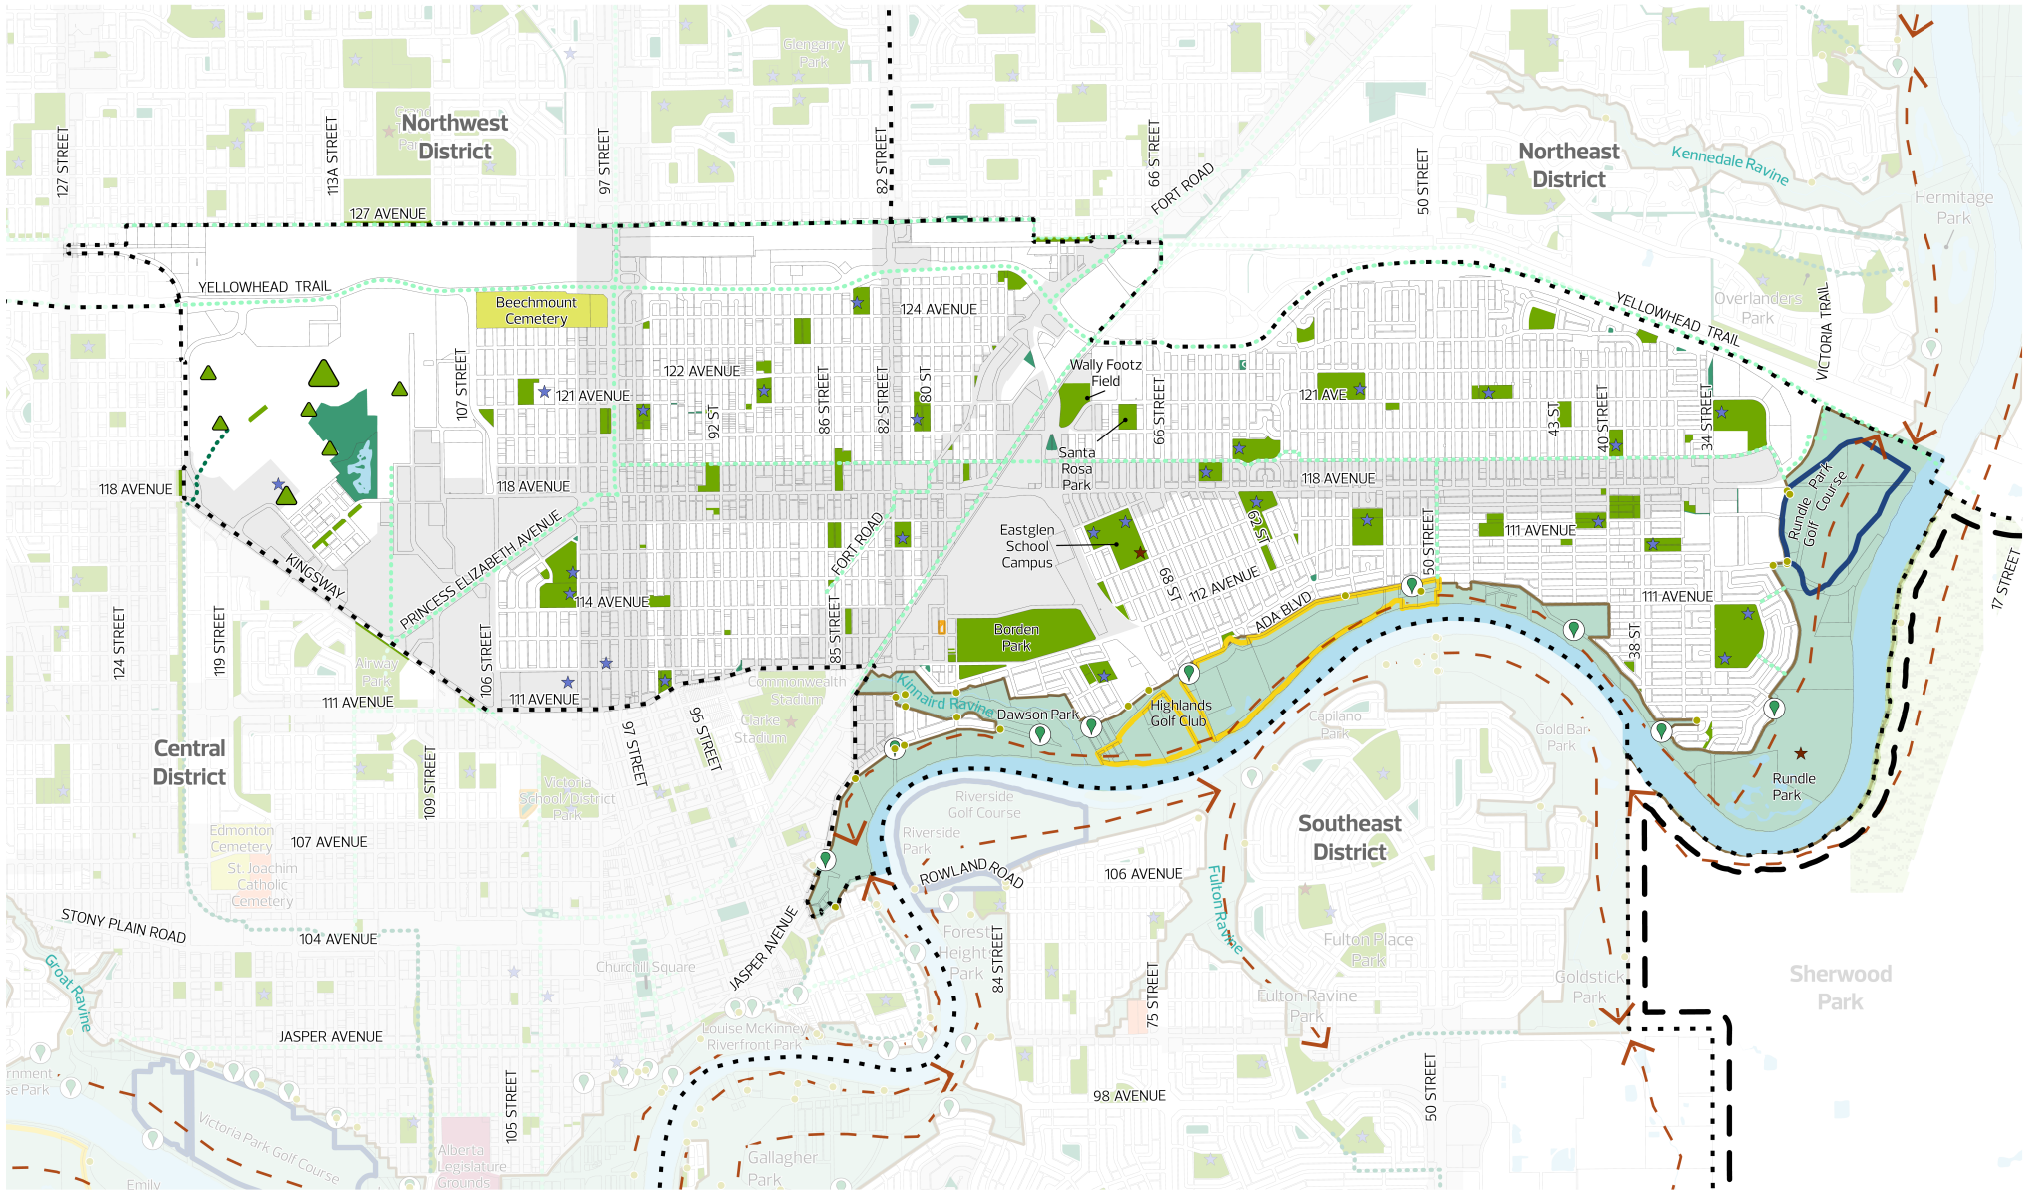 Glengarry
Park
Grand
Northwest
District
Northeast
District
Kennedale Ravine
Fermitage
Park
127 STREET
113A STREET
97 STREET
82 STREET
66 STREET
FORT ROAD
50 STREET
127 AVENUE
YELLOWHEAD TRAIL
Beechmount
Cemetery
124 AVENUE
Overlanders
Park
VICTORIA TRAIL
YELLOWHEAD TRAIL
107 STREET
122 AVENUE
121 AVENUE
92 ST
86 STREET
82 STREET
80 ST
Wally Footz
Field
66 STREET
121 AVE
43 ST
40 STREET
34 STREET
Santa
Rosa
Park
118 AVENUE
118 AVENUE
118 AVENUE
Rundle Park
Golf Course
PRINCESS ELIZABETH AVENUE
KINGSWAY
FORT ROAD
Eastglen
School
Campus
62 ST
50 STREET
111 AVENUE
17 STREET
68 ST
112 AVENUE
ADA BLVD
114 AVENUE
111 AVENUE
124 STREET
119 STREET
106 STREET
85 STREET
Borden
Park
38 ST
Airway
Park
111 AVENUE
111 AVENUE
Commonwealth
Stadium
Kinnaird Ravine
Dawson Park
Highlands
Golf Club
Clarke
Stadium
97 STREET
95 STREET
Capilano
Park
Gold Bar
Park
Central
District
109 STREET
Victoria
School/District
Park
Riverside
Golf Course
Riverside
Park
Rundle
Park
Edmonton
Cemetery
107 AVENUE
St. Joachim
Catholic
Cemetery
ROWLAND ROAD
106 AVENUE
Southeast
District
Fulton Ravine
STONY PLAIN ROAD
104 AVENUE
JASPER AVENUE
Forest
Heights
Park
84 STREET
Fulton Place
Park
Churchill Square
Groat Ravine
75 STREET
Fulton Ravine
Park
Goldstick
Park
Sherwood
Park
JASPER AVENUE
Louise McKinney
Riverfront Park
rnment
se Park
105 STREET
98 AVENUE
50 STREET
Victoria Park Golf Course
Alberta
Legislature
Grounds
Gallagher
Park
Emily